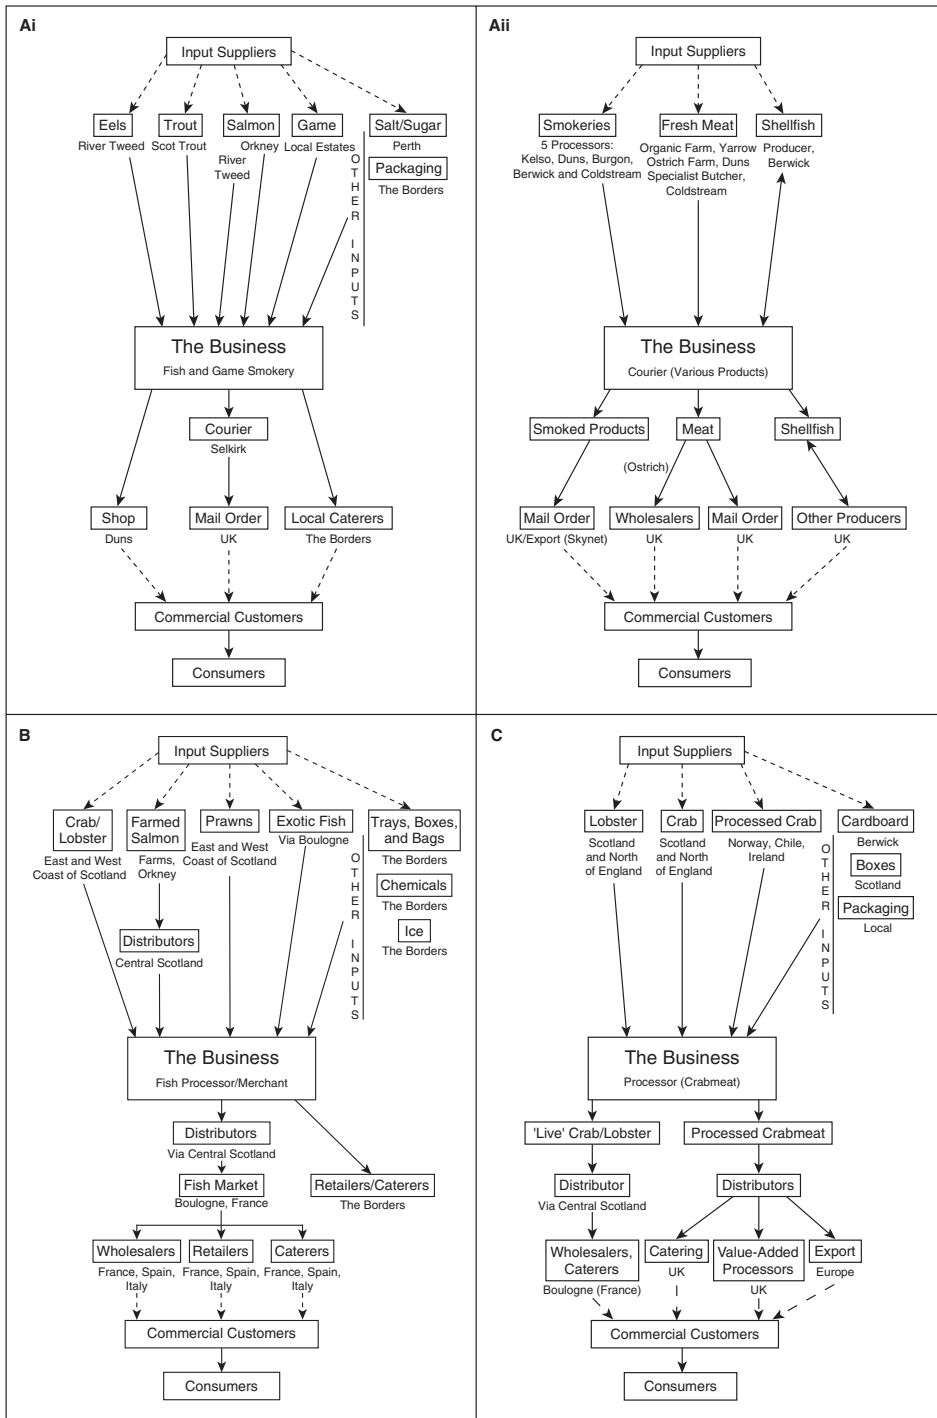 Ai
Input Suppliers
Eels
Trout
Salmon
Game
Salt/Sugar
River Tweed
Scot Trout
Orkney
Local Estates
Perth
River
Tweed
Packaging
The Borders
OTHER INPUTS
The Business
Fish and Game Smokery
Courier
Selkirk
Shop
Mail Order
Local Caterers
Duns
UK
The Borders
Commercial Customers
Consumers
Aii
Input Suppliers
Smokeries
Fresh Meat
Shellfish
5 Processors:
Kelso, Duns, Burgon,
Berwick and Coldstream
Organic Farm, Yarrow
Ostrich Farm, Duns
Specialist Butcher,
Coldstream
Producer,
Berwick
The Business
Courier (Various Products)
Smoked Products
Meat
Shellfish
(Ostrich)
Mail Order
Wholesalers
Mail Order
Other Producers
UK/Export (Skynet)
UK
UK
UK
Commercial Customers
Consumers
B
Input Suppliers
Crab/
Lobster
Farmed
Salmon
Prawns
Exotic Fish
Trays, Boxes,
and Bags
East and West
Coast of Scotland
Farms,
Orkney
East and West
Coast of Scotland
Via Boulogne
The Borders
Chemicals
The Borders
Ice
The Borders
OTHER INPUTS
Distributors
Central Scotland
The Business
Fish Processor/Merchant
Distributors
Via Central Scotland
Fish Market
Boulogne, France
Retailers/Caterers
The Borders
Wholesalers
Retailers
Caterers
France, Spain,
Italy
France, Spain,
Italy
France, Spain,
Italy
Commercial Customers
Consumers
C
Input Suppliers
Lobster
Crab
Processed Crab
Cardboard
Scotland
and North
of England
Scotland
and North
of England
Norway, Chile,
Ireland
Berwick
Boxes
Scotland
Packaging
Local
OTHER INPUTS
The Business
Processor (Crabmeat)
'Live' Crab/Lobster
Processed Crabmeat
Distributor
Via Central Scotland
Distributors
Wholesalers,
Caterers
Boulogne (France)
Catering
UK
Value-Added
Processors
UK
Export
Europe
Commercial Customers
Consumers